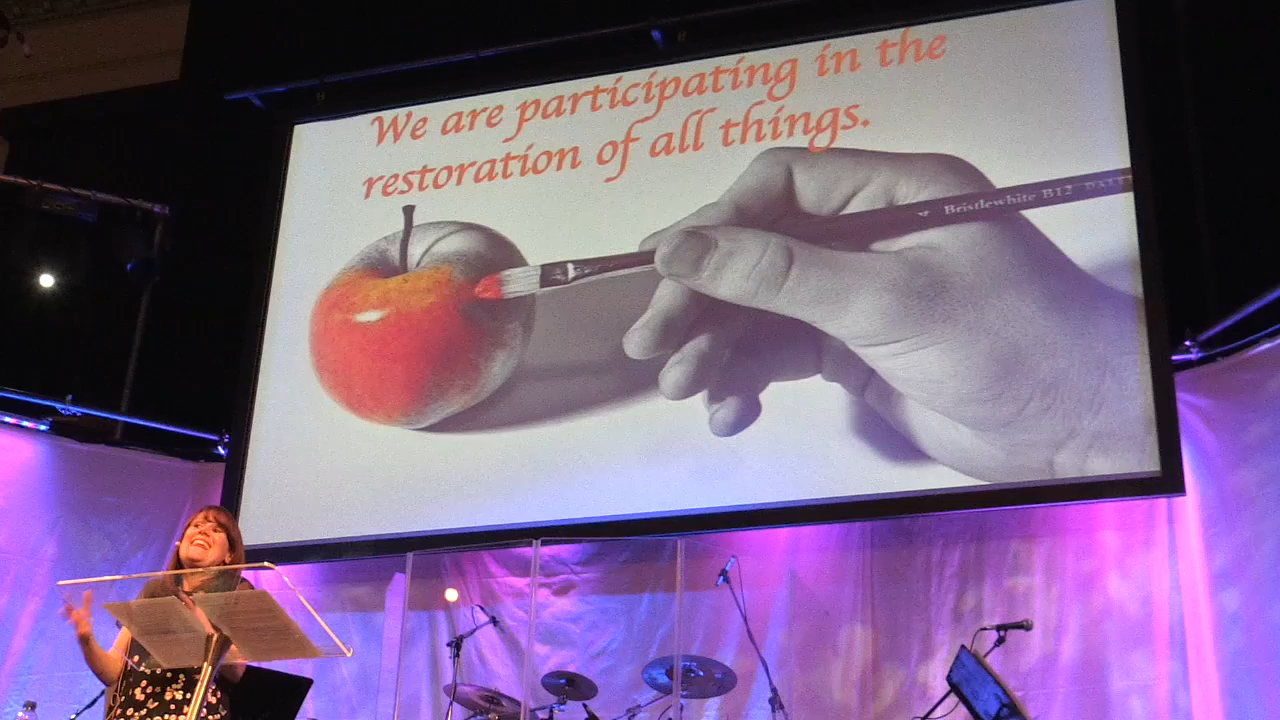 We are participating in the
restoration of all things.
Bristlewhite B12